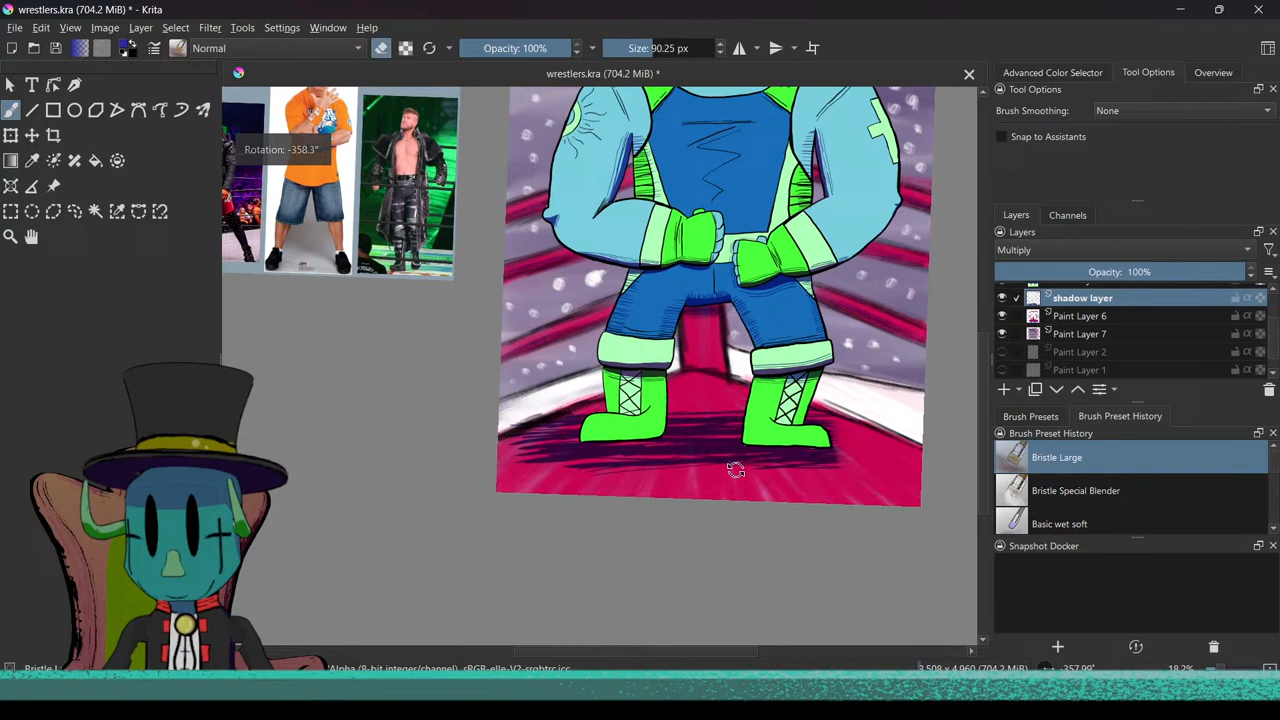 wrestlers.kra (704.2 MiB) * - Krita
File Edit View Image Layer Select Filter Tools Settings Window Help
Normal
Opacity: 100%
Size: 90.25 px
wrestlers.kra (704.2 MiB) *
Rotation: -358.3°
Advanced Color Selector
Tool Options
Overview
Tool Options
Brush Smoothing:
None
Snap to Assistants
Layers
Channels
Layers
Multiply
Opacity: 100%
shadow layer
Paint Layer 6
Paint Layer 7
Paint Layer 2
Paint Layer 1
Brush Presets
Brush Preset History
Brush Preset History
Bristle Large
Bristle Special Blender
Basic wet soft
Snapshot Docker
-357.99°
18.2%